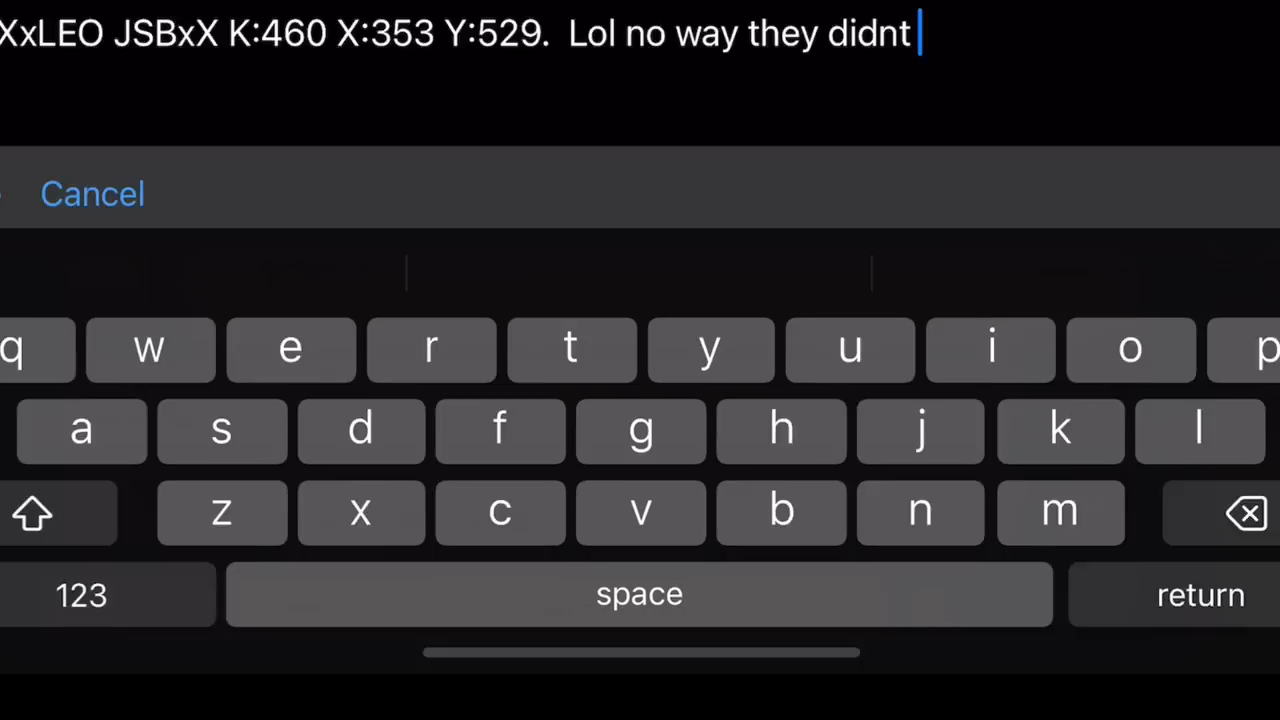 XxLEO JSBxX K:460 X:353 Y:529.  Lol no way they didnt
Cancel
q w e r t y u i o p
a s d f g h j k l
z x c v b n m
123 space return